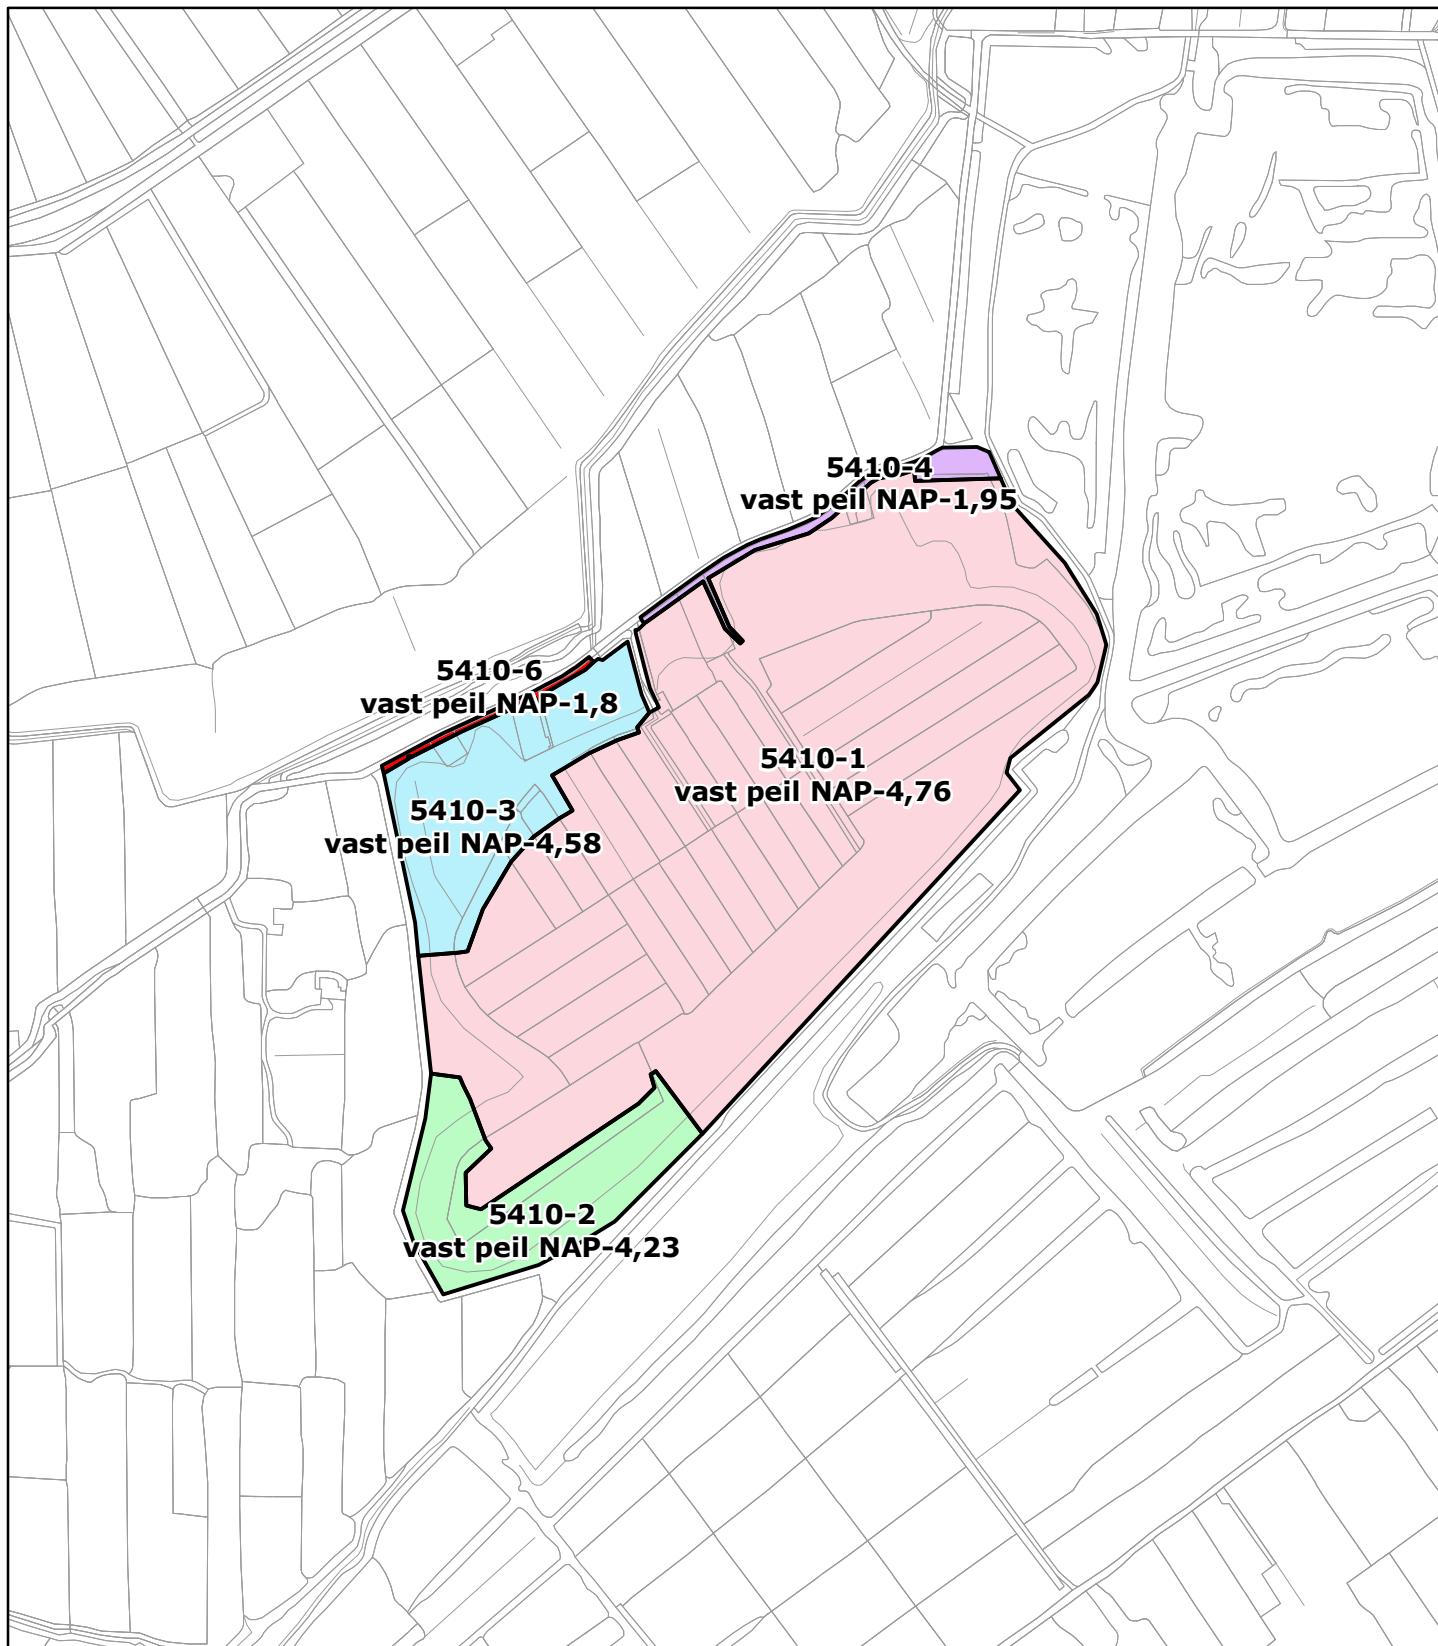 5410-4
vast peil NAP-1,95
5410-6
vast peil NAP-1,8
5410-1
vast peil NAP-4,76
5410-3
vast peil NAP-4,58
5410-2
vast peil NAP-4,23